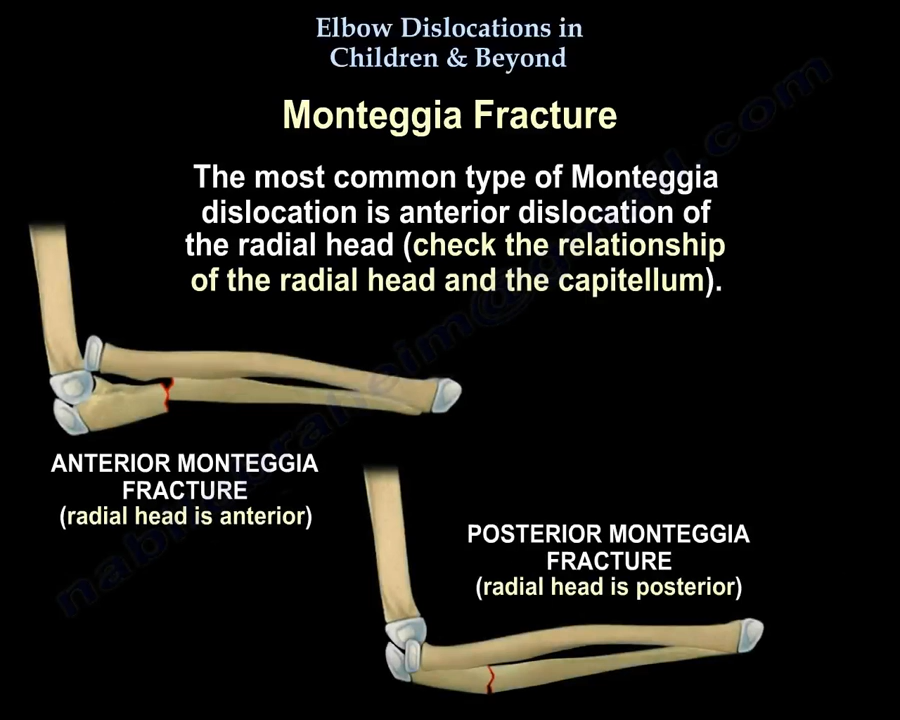 Elbow Dislocations in
Children & Beyond
Monteggia Fracture
The most common type of Monteggia
dislocation is anterior dislocation of
the radial head (check the relationship
of the radial head and the capitellum).
ANTERIOR MONTEGGIA
FRACTURE
(radial head is anterior)
POSTERIOR MONTEGGIA
FRACTURE
(radial head is posterior)